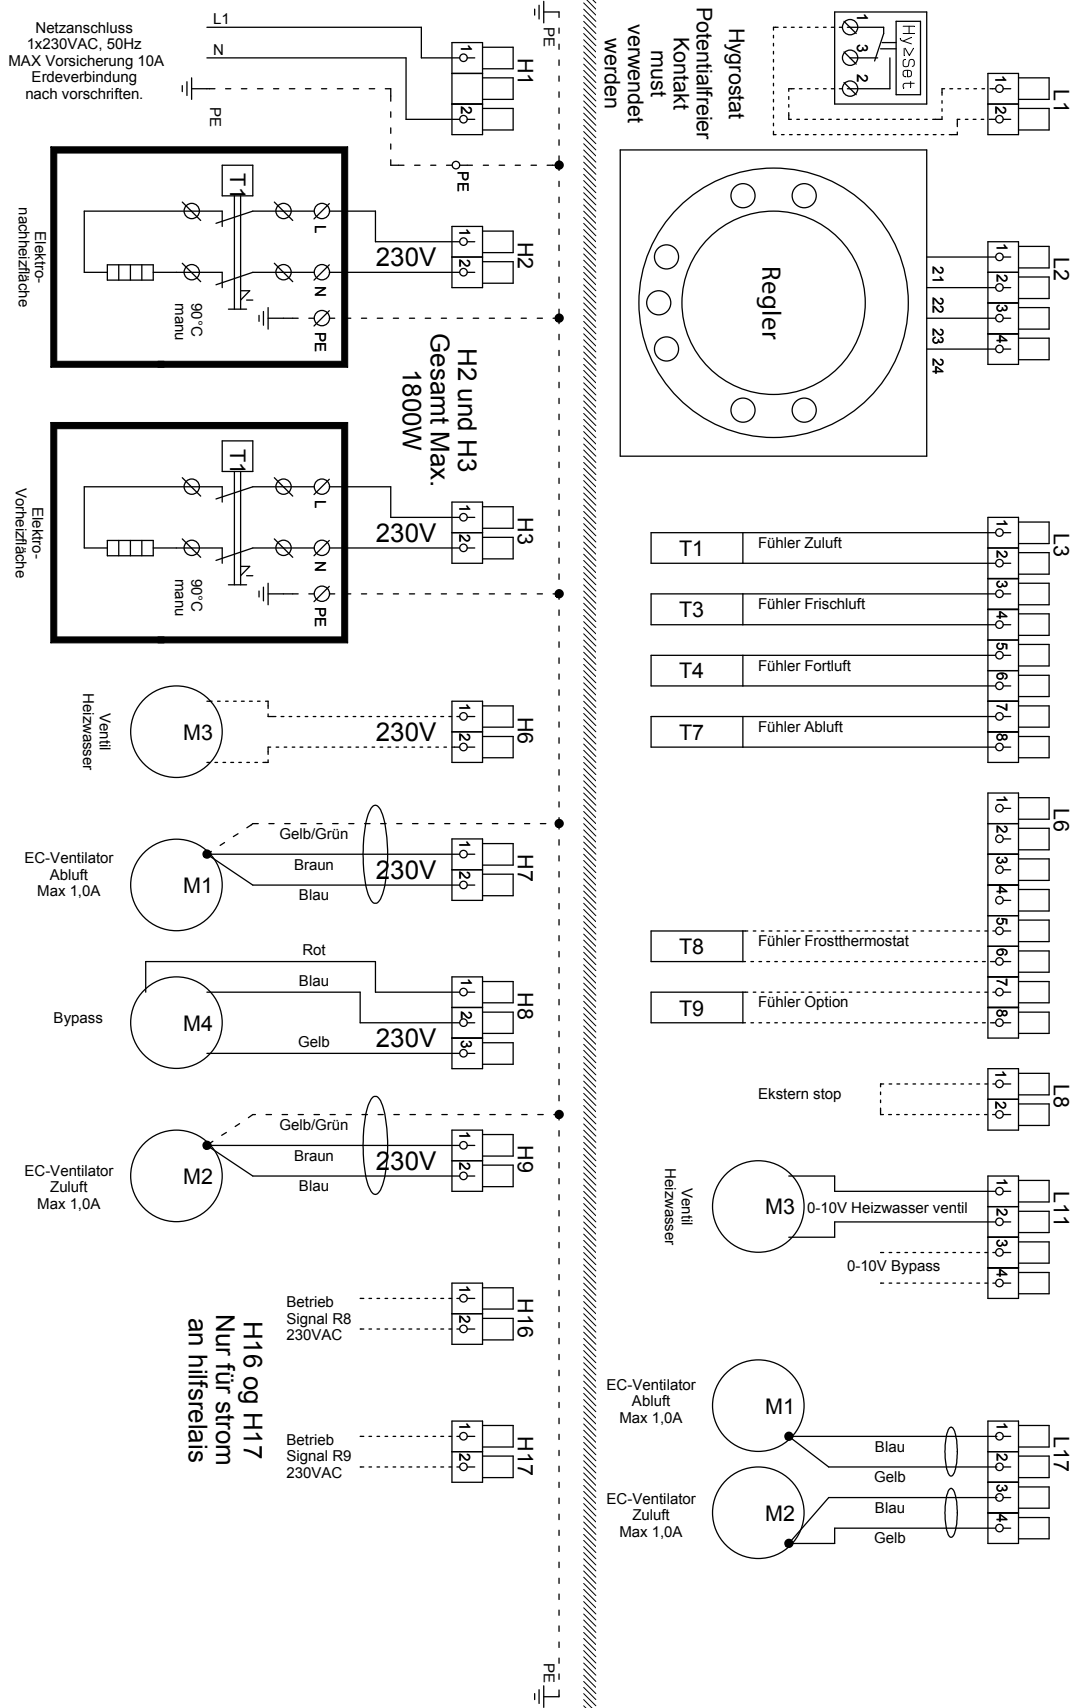 Netzanschluss
1x230VAC, 50Hz
MAX Vorsicherung 10A
Erdeverbindung
nach vorschriften.
L1
N
PE
H1
1
2
PE
PE
T1
L
N
PE
90°C
manu
Elektro-
nachheizfläche
230V
H2
1
2
H2 und H3
Gesamt Max.
1800W
T1
L
N
PE
90°C
manu
Elektro-
Vorheizfläche
230V
H3
1
2
Ventil
Heizwasser
M3
230V
H6
1
2
EC-Ventilator
Abluft
Max 1,0A
M1
Gelb/Grün
Braun
Blau
230V
H7
1
2
Bypass
M4
Rot
Blau
Gelb
230V
H8
1
2
3
EC-Ventilator
Zuluft
Max 1,0A
M2
Gelb/Grün
Braun
Blau
230V
H9
1
2
Betrieb
Signal R8
230VAC
H16
1
2
H16 og H17
Nur für strom
an hilfsrelais
Betrieb
Signal R9
230VAC
H17
1
2
PE
Hygrostat
Potentialfreier
Kontakt
must
verwendet
werden
Hy≥Set
1
3
2
L1
1
2
Regler
21
22
23
24
L2
1
2
3
4
L3
1
2
3
4
5
6
7
8
T1
Fühler Zuluft
T3
Fühler Frischluft
T4
Fühler Fortluft
T7
Fühler Abluft
L6
1
2
3
4
5
6
7
8
T8
Fühler Frostthermostat
T9
Fühler Option
L8
1
2
Ekstern stop
Ventil
Heizwasser
M3
0-10V Heizwasser ventil
0-10V Bypass
L11
1
2
3
4
EC-Ventilator
Abluft
Max 1,0A
M1
Blau
Gelb
EC-Ventilator
Zuluft
Max 1,0A
M2
Blau
Gelb
L17
1
2
3
4